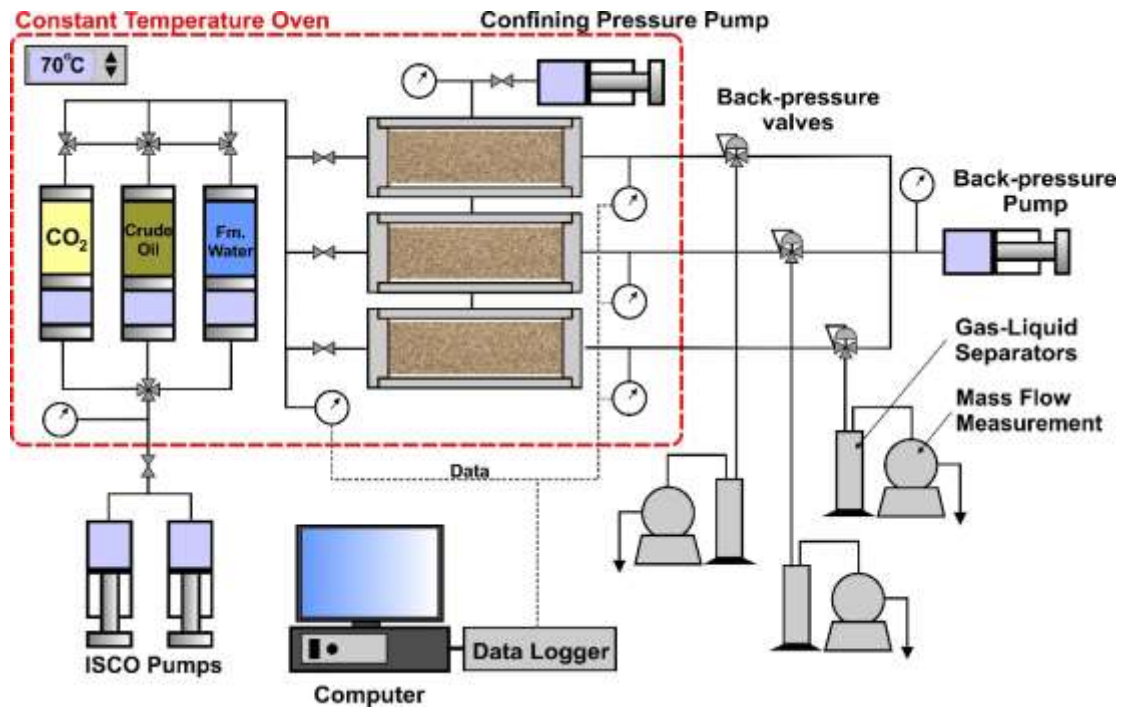 Constant Temperature Oven
Confining Pressure Pump
70°C
Back-pressure
valves
Back-pressure
Pump
CO₂
Crude
Oil
Fm.
Water
Gas-Liquid
Separators
Mass Flow
Measurement
Data
ISCO Pumps
Data Logger
Computer